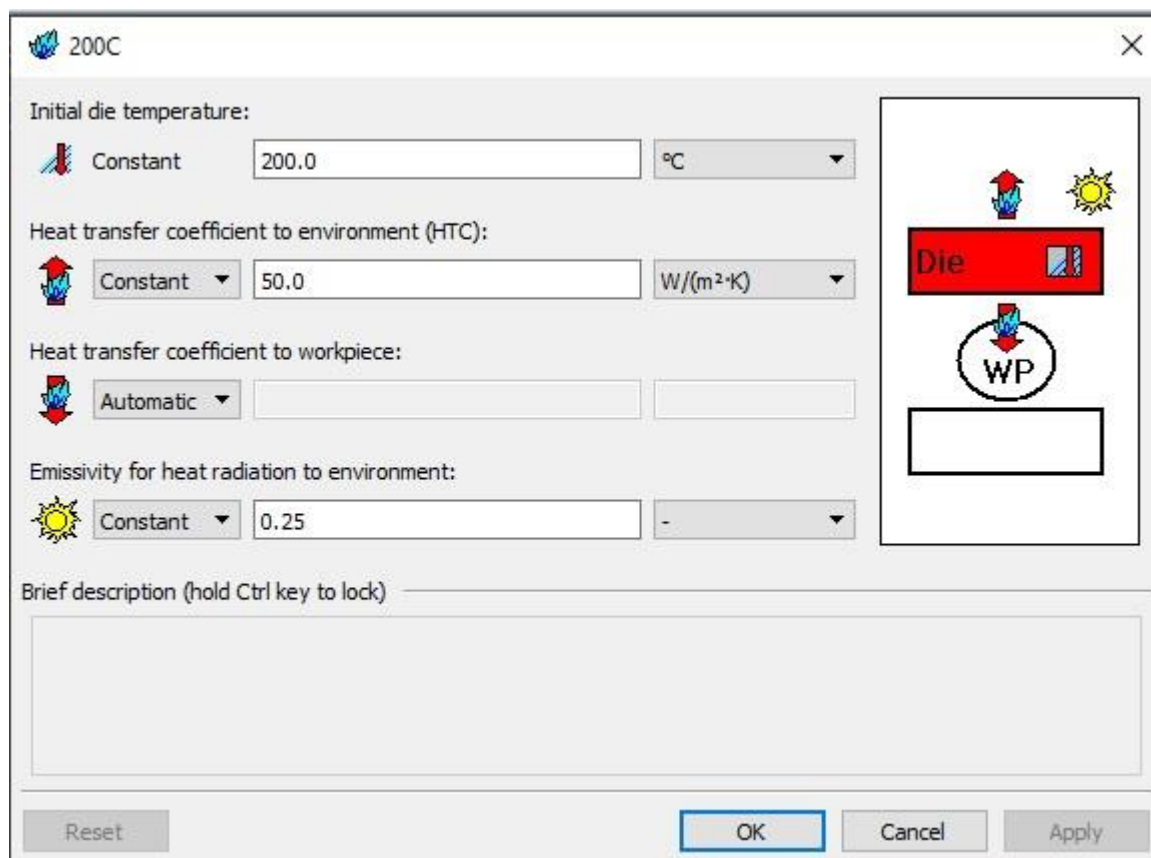 200C
Initial die temperature:
Constant 200.0 °C
Heat transfer coefficient to environment (HTC):
Constant 50.0 W/(m²·K)
Heat transfer coefficient to workpiece:
Automatic
Emissivity for heat radiation to environment:
Constant 0.25 -
Die
WP
Brief description (hold Ctrl key to lock)
Reset OK Cancel Apply